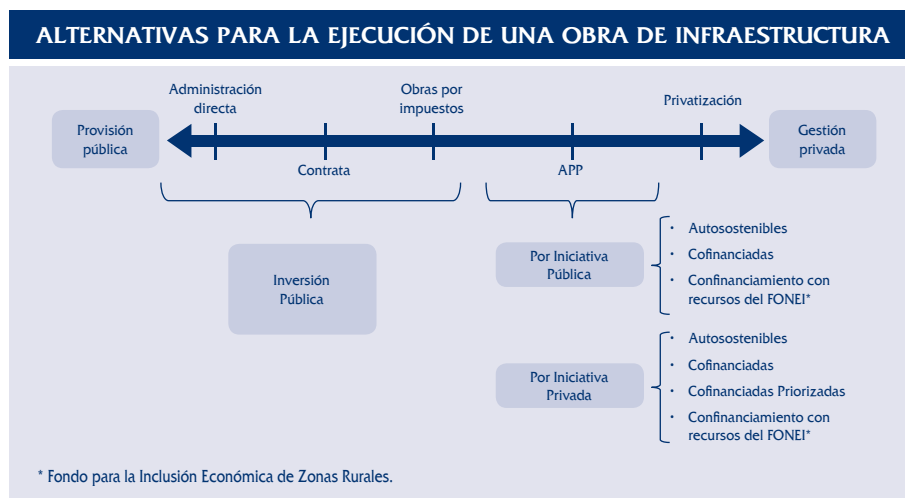 ALTERNATIVAS PARA LA EJECUCIÓN DE UNA OBRA DE INFRAESTRUCTURA
Administración
directa
Obras por
impuestos
Privatización
Provisión
pública
Gestión
privada
Contrata
APP
Inversión
Pública
Por Iniciativa
Pública
· Autosostenibles
· Cofinanciadas
· Confinanciamiento con
recursos del FONEI*
Por Iniciativa
Privada
· Autosostenibles
· Cofinanciadas
· Cofinanciadas Priorizadas
· Confinanciamiento con
recursos del FONEI*
* Fondo para la Inclusión Económica de Zonas Rurales.